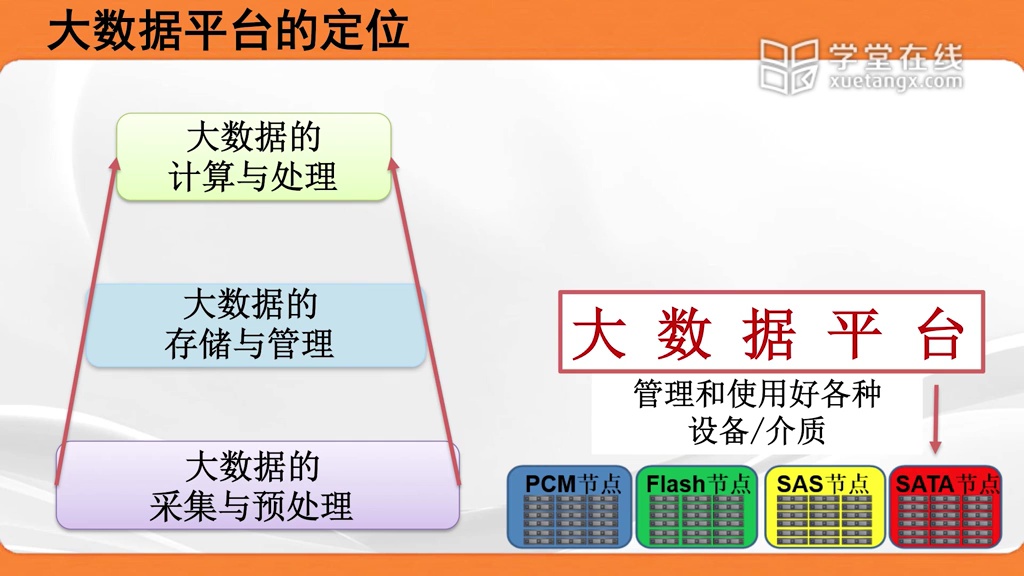 大数据平台的定位
学堂在线
xuetangx.com
大数据的
计算与处理
大数据的
存储与管理
大数据的
采集与预处理
大数据平台
管理和使用好各种
设备/介质
PCM节点
Flash节点
SAS节点
SATA节点